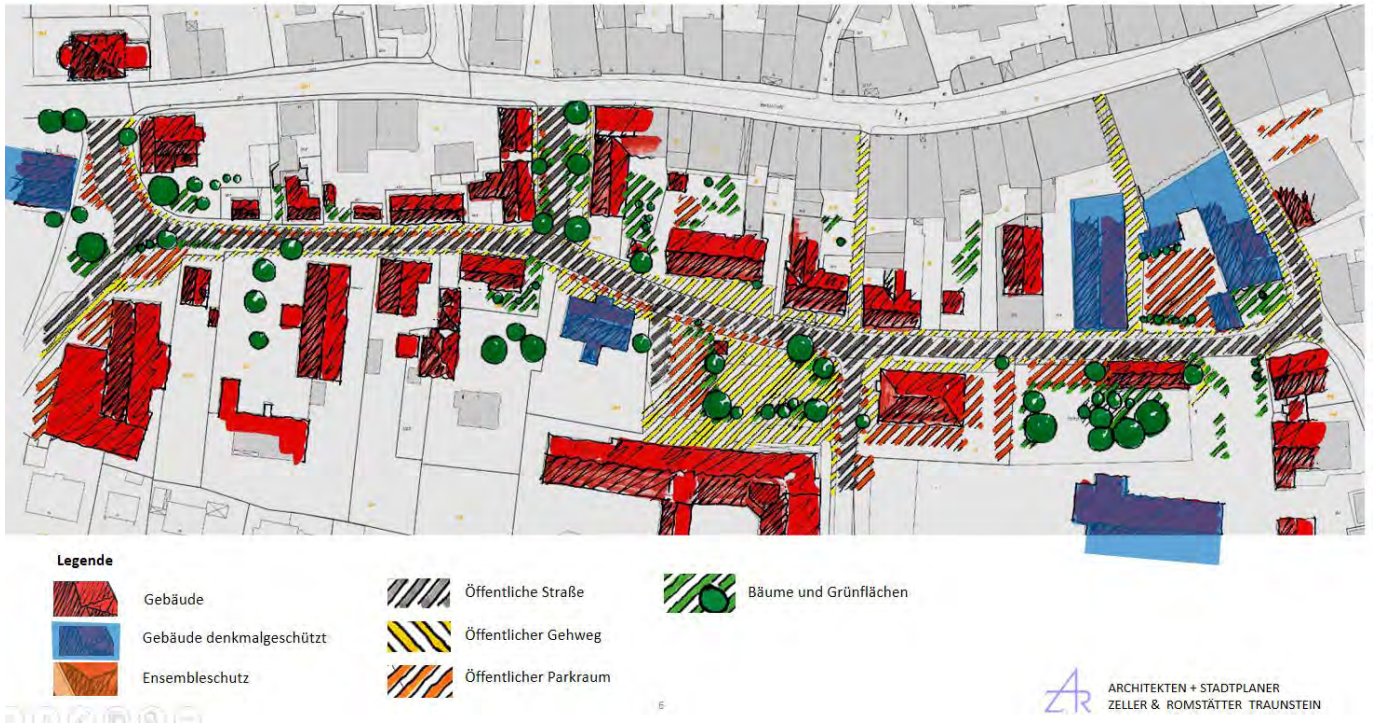 Legende
Gebäude
Gebäude denkmalgeschützt
Ensembleschutz
Öffentliche Straße
Öffentlicher Gehweg
Öffentlicher Parkraum
Bäume und Grünflächen
6
ARCHITEKTEN + STADTPLANER
ZELLER & ROMSTÄTTER TRAUNSTEIN